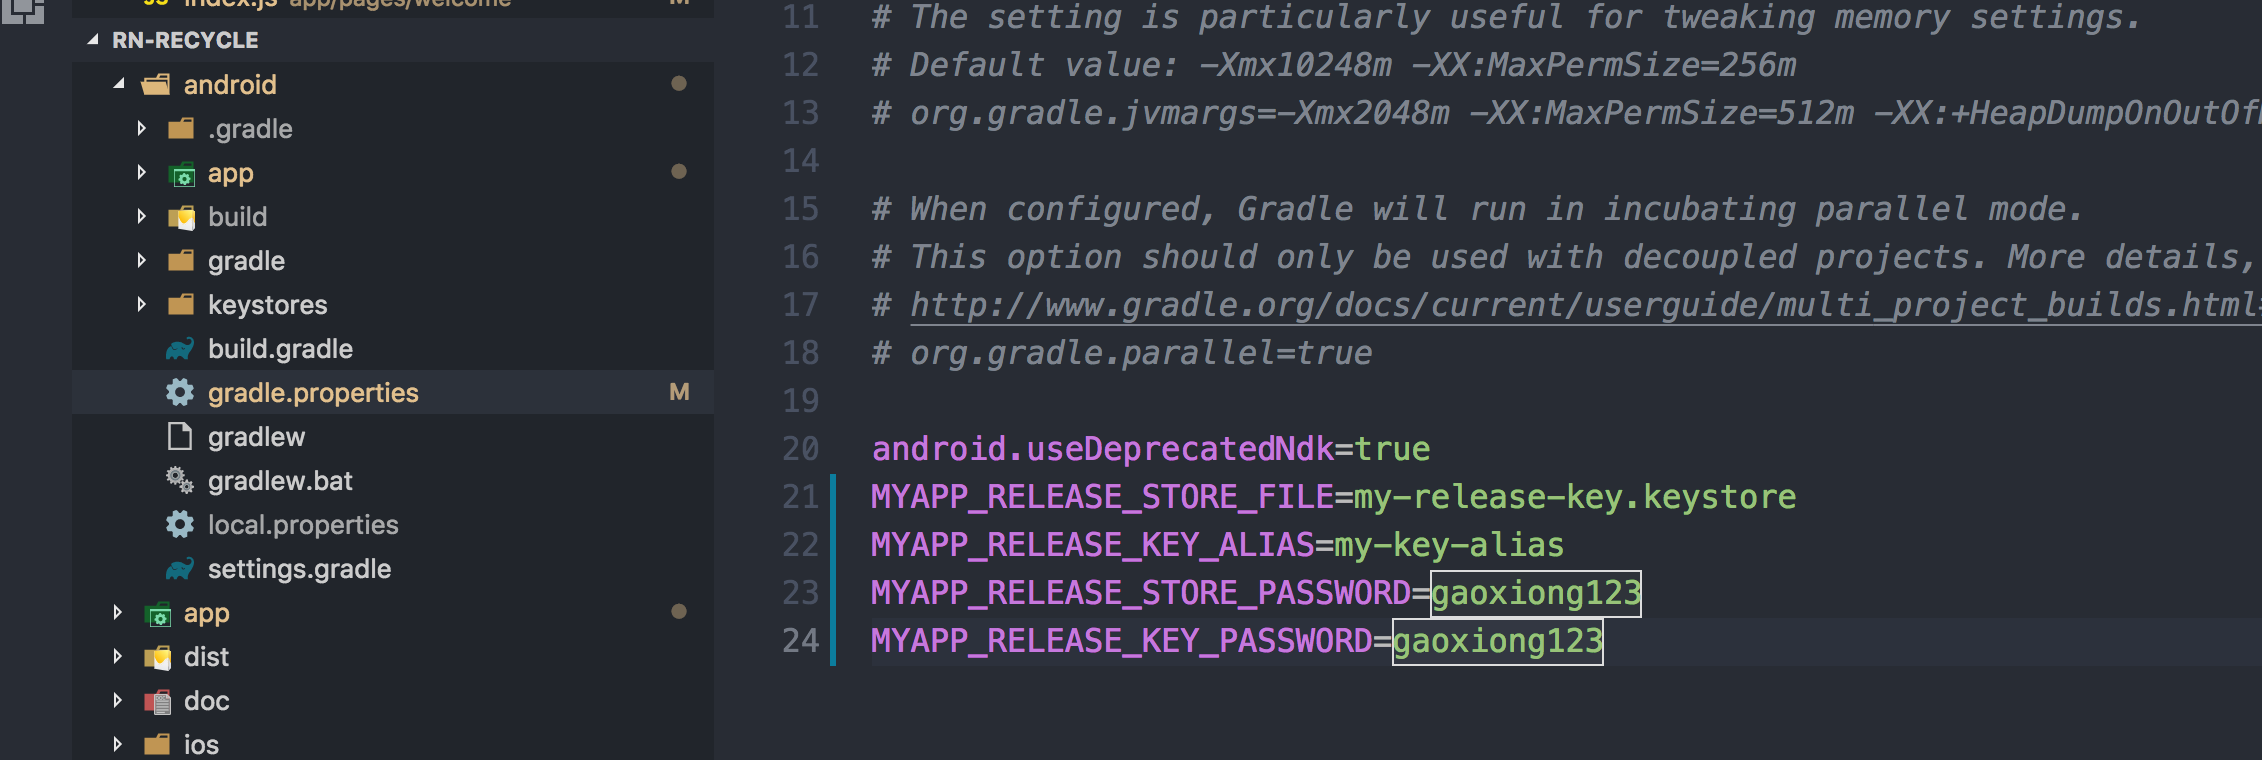 index.js app/pages/welcome M
RN-RECYCLE
android
.gradle
app
build
gradle
keystores
build.gradle
gradle.properties M
gradlew
gradlew.bat
local.properties
settings.gradle
app
dist
doc
ios
11 # The setting is particularly useful for tweaking memory settings.
12 # Default value: -Xmx10248m -XX:MaxPermSize=256m
13 # org.gradle.jvmargs=-Xmx2048m -XX:MaxPermSize=512m -XX:+HeapDumpOnOutOf
14
15 # When configured, Gradle will run in incubating parallel mode.
16 # This option should only be used with decoupled projects. More details,
17 # http://www.gradle.org/docs/current/userguide/multi_project_builds.html
18 # org.gradle.parallel=true
19
20 android.useDeprecatedNdk=true
21 MYAPP_RELEASE_STORE_FILE=my-release-key.keystore
22 MYAPP_RELEASE_KEY_ALIAS=my-key-alias
23 MYAPP_RELEASE_STORE_PASSWORD=gaoxiong123
24 MYAPP_RELEASE_KEY_PASSWORD=gaoxiong123